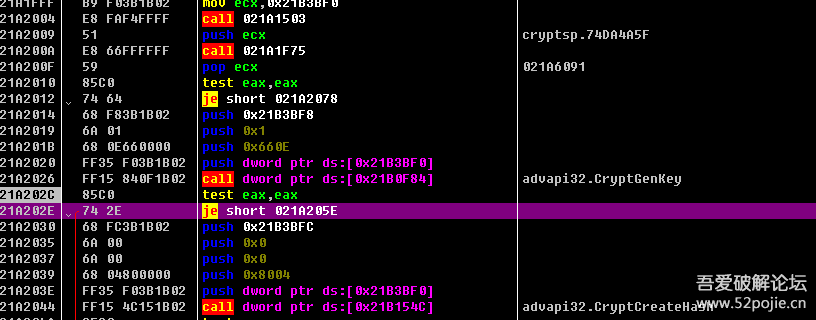 21A1FFF B9 F03B1B02 mov ecx,0x21B3BF0
21A2004 E8 FAF4FFFF call 021A1503
21A2009 51 push ecx cryptsp.74DA4A5F
21A200A E8 66FFFFFF call 021A1F75
21A200F 59 pop ecx 021A6091
21A2010 85C0 test eax,eax
21A2012 74 64 je short 021A2078
21A2014 68 F83B1B02 push 0x21B3BF8
21A2019 6A 01 push 0x1
21A201B 68 0E660000 push 0x660E
21A2020 FF35 F03B1B02 push dword ptr ds:[0x21B3BF0]
21A2026 FF15 840F1B02 call dword ptr ds:[0x21B0F84] advapi32.CryptGenKey
21A202C 85C0 test eax,eax
21A202E 74 2E je short 021A205E
21A2030 68 FC3B1B02 push 0x21B3BFC
21A2035 6A 00 push 0x0
21A2037 6A 00 push 0x0
21A2039 68 04800000 push 0x8004
21A203E FF35 F03B1B02 push dword ptr ds:[0x21B3BF0]
21A2044 FF15 4C151B02 call dword ptr ds:[0x21B154C] advapi32.CryptCreateHash
吾爱破解论坛
www.52pojie.cn